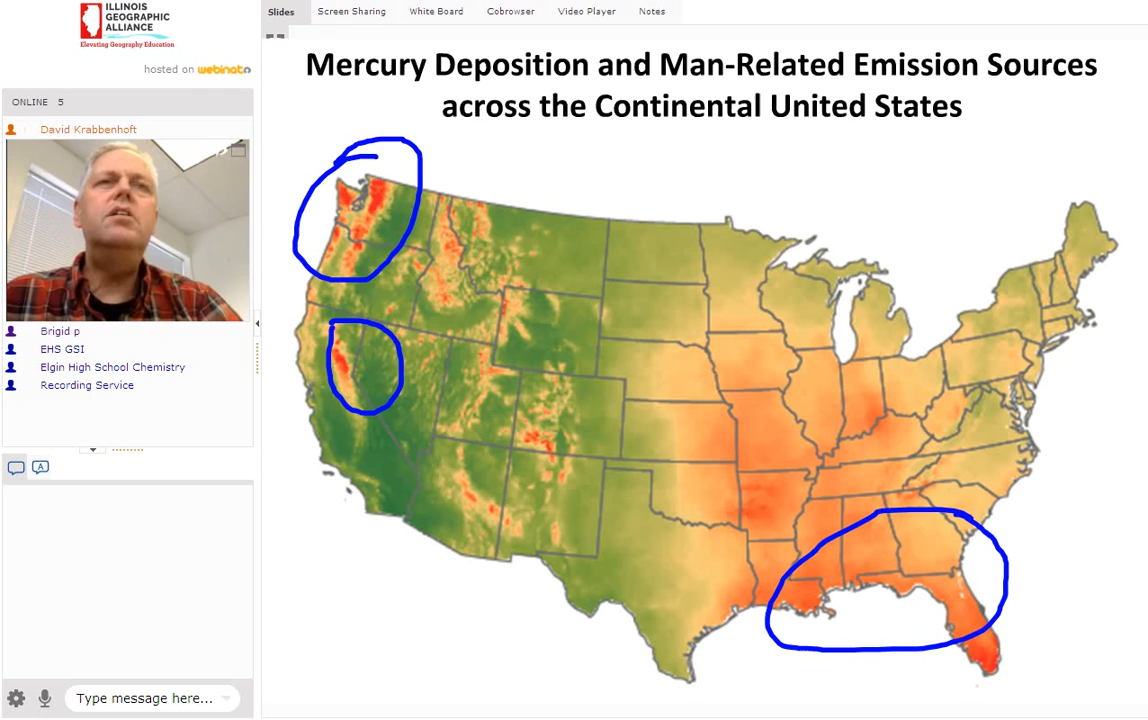 ILLINOIS
GEOGRAPHIC
ALLIANCE
Elevating Geography Education
hosted on webinato
ONLINE 5
David Krabbenhoft
Brigid p
EHS GSI
Elgin High School Chemistry
Recording Service
A
Type message here...
Slides Screen Sharing White Board Cobrowser Video Player Notes
Mercury Deposition and Man-Related Emission Sources
across the Continental United States